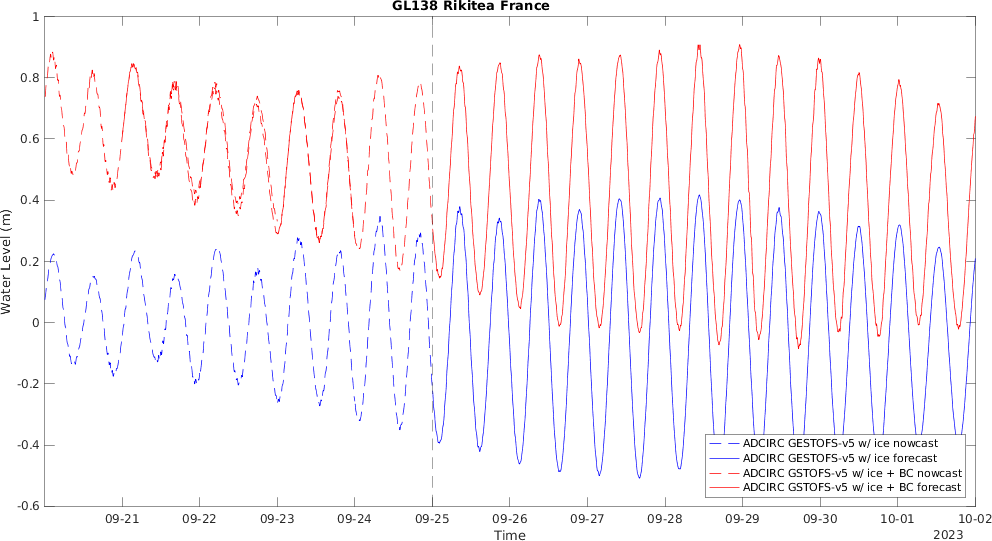 GL138 Rikitea France
1
0.8
0.6
0.4
0.2
0
-0.2
-0.4
-0.6
Water Level (m)
ADCIRC GESTOFS-v5 w/ ice nowcast
ADCIRC GESTOFS-v5 w/ ice forecast
ADCIRC GSTOFS-v5 w/ ice + BC nowcast
ADCIRC GSTOFS-v5 w/ ice + BC forecast
09-21 09-22 09-23 09-24 09-25 09-26 09-27 09-28 09-29 09-30 10-01 10-02
Time
2023